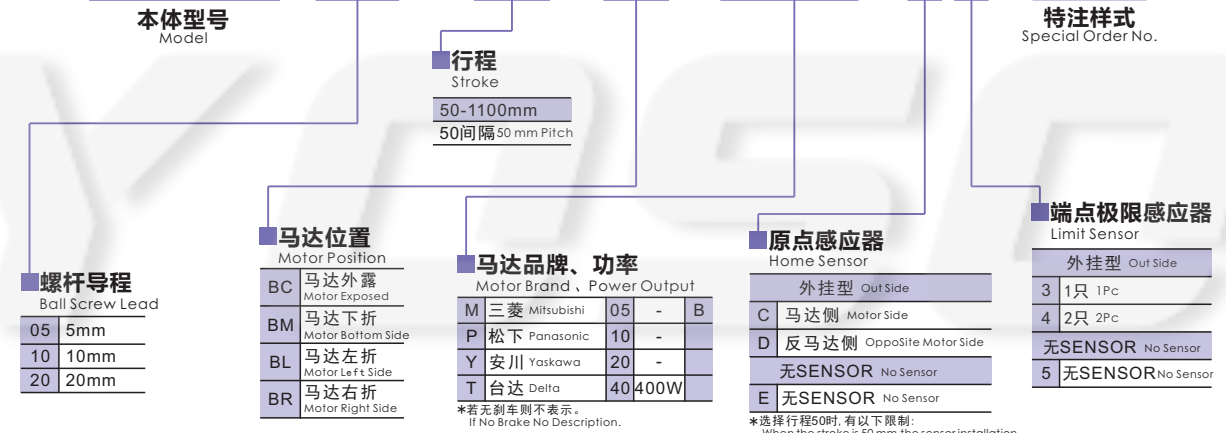 本体型号
Model
特注样式
Special Order No.
行程
Stroke
50-1100mm
50间隔 50 mm Pitch
螺杆导程
Ball Screw Lead
05 5mm
10 10mm
20 20mm
马达位置
Motor Position
BC 马达外露
Motor Exposed
BM 马达下折
Motor Bottom Side
BL 马达左折
Motor Left Side
BR 马达右折
Motor Right Side
马达品牌、功率
Motor Brand 、Power Output
M 三菱 Mitsubishi 05 - B
P 松下 Panasonic 10 -
Y 安川 Yaskawa 20 -
T 台达 Delta 40 400W
*若无刹车则不表示。
If No Brake No Description.
原点感应器
Home Sensor
外挂型 Out Side
C 马达侧 Motor Side
D 反马达侧 OppoSite Motor Side
无SENSOR No Sensor
E 无SENSOR No Sensor
*选择行程50时, 有以下限制:
When the stroke is 50 mm the sensor installation
端点极限感应器
Limit Sensor
外挂型 Out Side
3 1只 1Pc
4 2只 2Pc
无SENSOR No Sensor
5 无SENSOR No Sensor